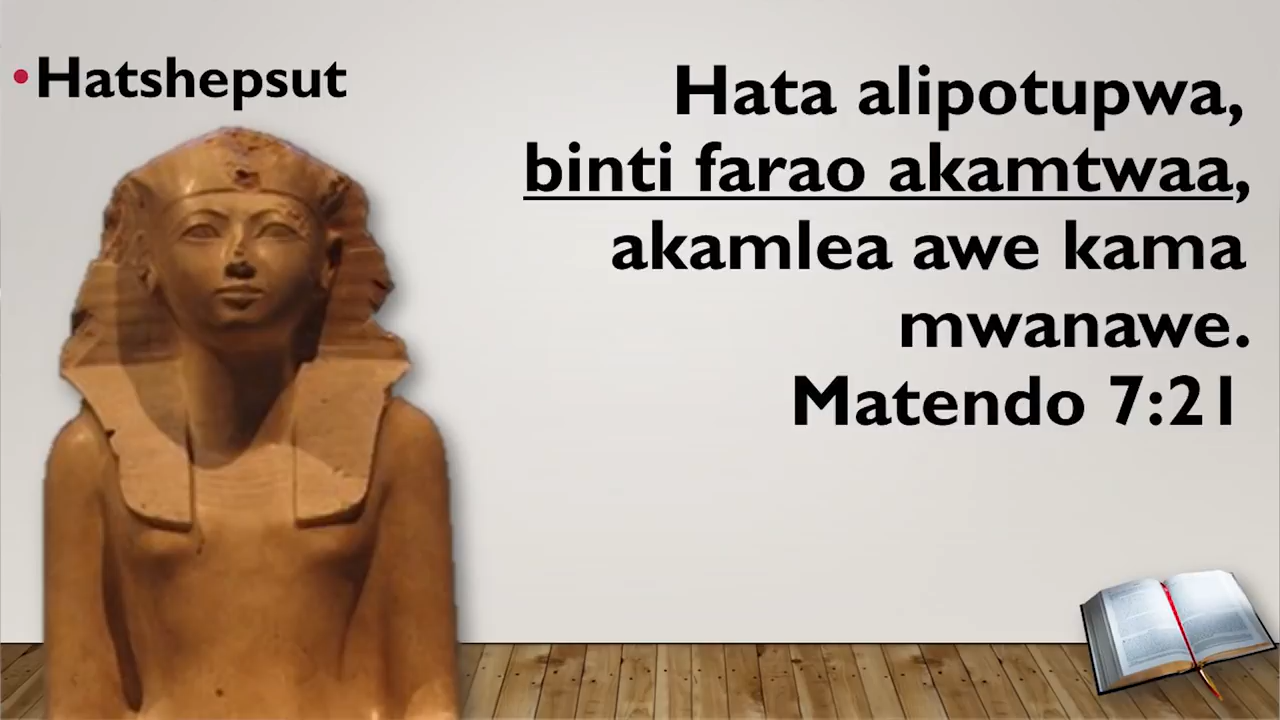 •Hatshepsut
Hata alipotupwa,
binti farao akamtwaa,
akamlea awe kama
mwanawe.
Matendo 7:21